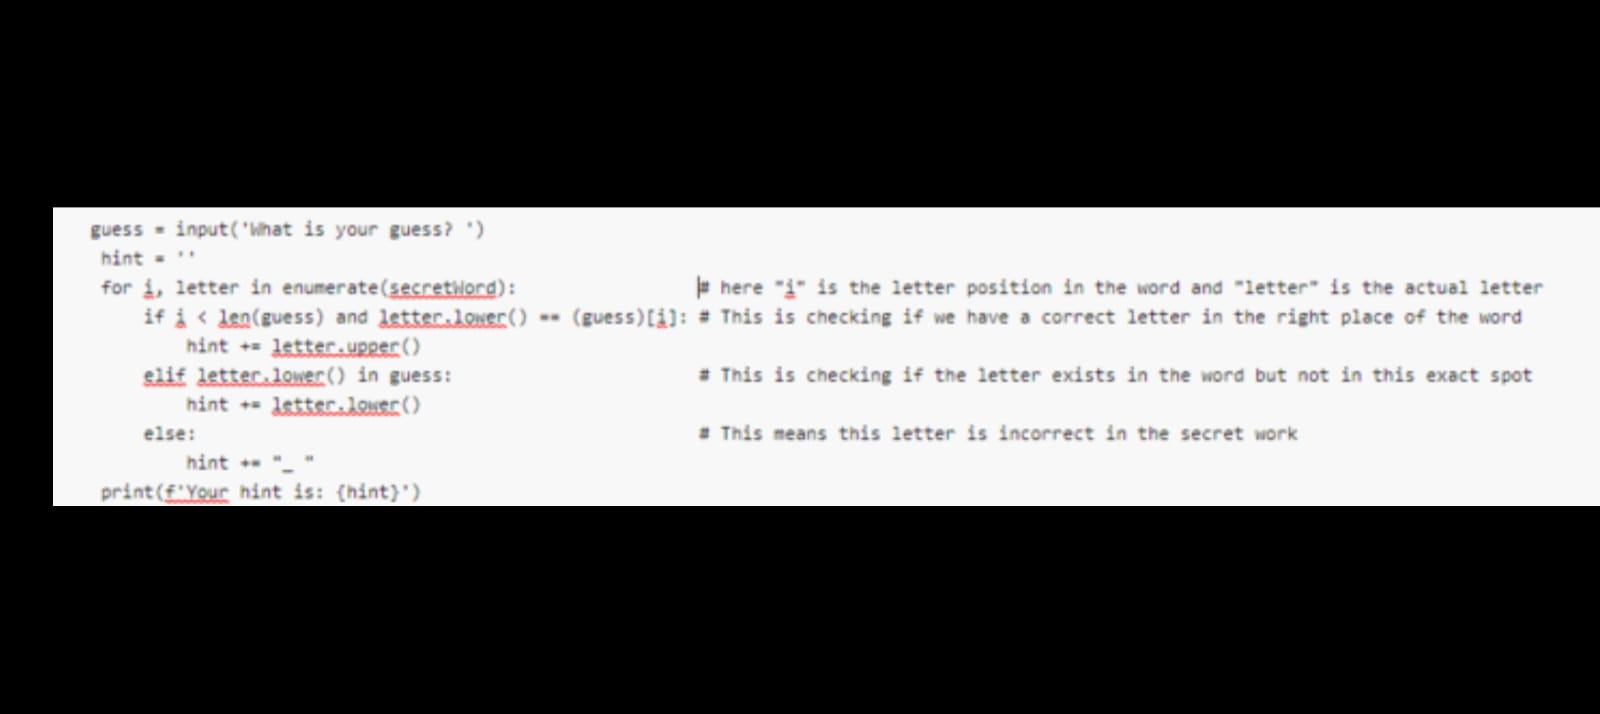 guess = input('What is your guess? ')
hint = ''
for i, letter in enumerate(secretWord): # here "i" is the letter position in the word and "letter" is the actual letter
if i < len(guess) and letter.lower() == (guess)[i]: # This is checking if we have a correct letter in the right place of the word
hint += letter.upper()
elif letter.lower() in guess: # This is checking if the letter exists in the word but not in this exact spot
hint += letter.lower()
else: # This means this letter is incorrect in the secret work
hint += "_ "
print(f'Your hint is: {hint}')